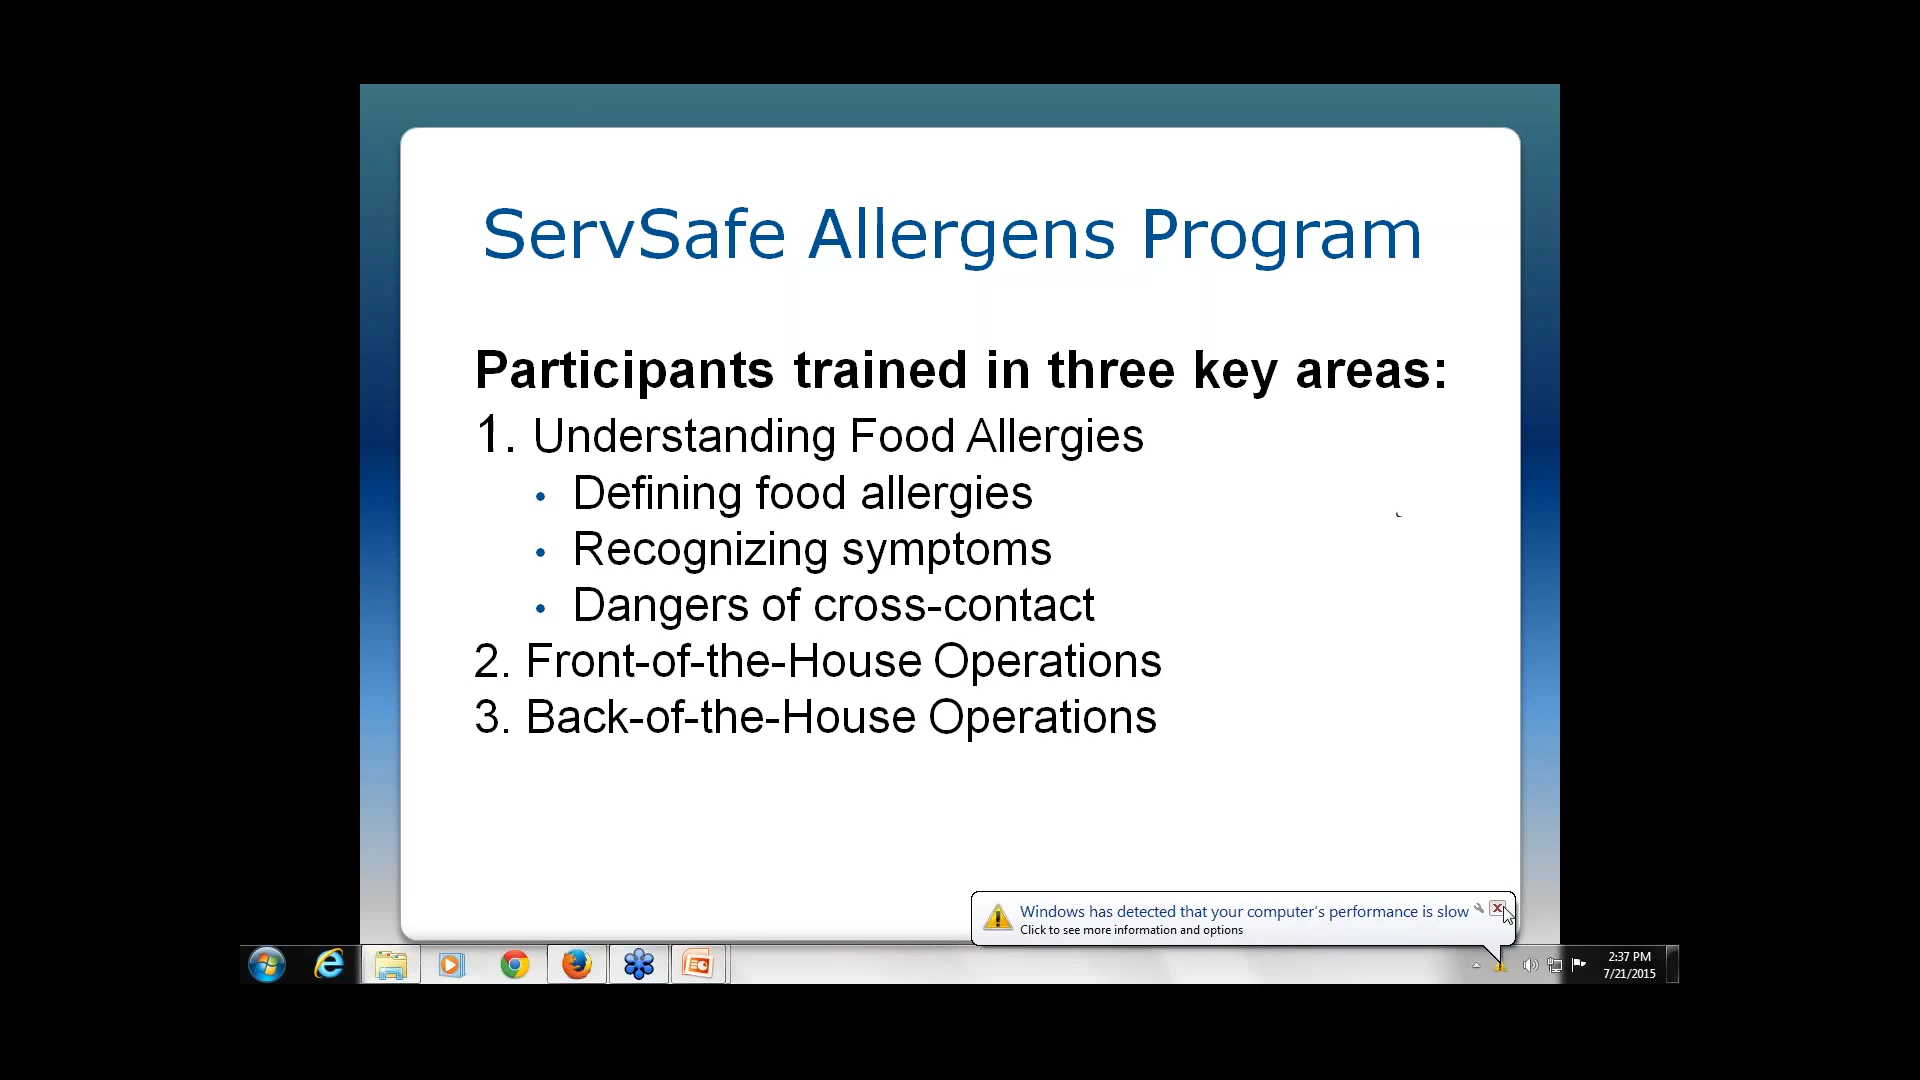 ServSafe Allergens Program
Participants trained in three key areas:
1. Understanding Food Allergies
• Defining food allergies
• Recognizing symptoms
• Dangers of cross-contact
2. Front-of-the-House Operations
3. Back-of-the-House Operations
Windows has detected that your computer's performance is slow
Click to see more information and options
2:37 PM
7/21/2015